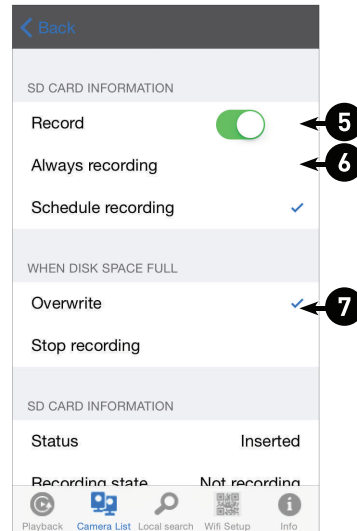 Back
SD CARD INFORMATION
Record
5
Always recording
6
Schedule recording
WHEN DISK SPACE FULL
Overwrite
7
Stop recording
SD CARD INFORMATION
Status Inserted
Recording state Not recording
Playback Camera List Local search Wifi Setup Info